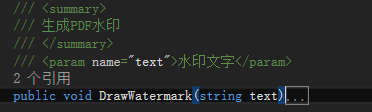 /// <summary>
/// 生成PDF水印
/// </summary>
/// <param name="text">水印文字</param>
2 个引用
public void DrawWatermark(string text)...